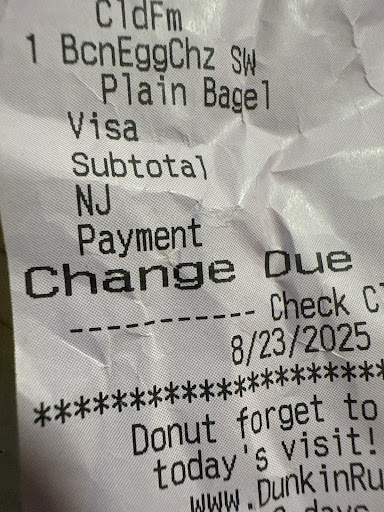 CldFm
1 BcnEggChz SW
Plain Bagel
Visa
Subtotal
NJ
Payment
Change Due
------------ Check C
8/23/2025
********************
Donut forget to
today's visit!
www.DunkinRu
days